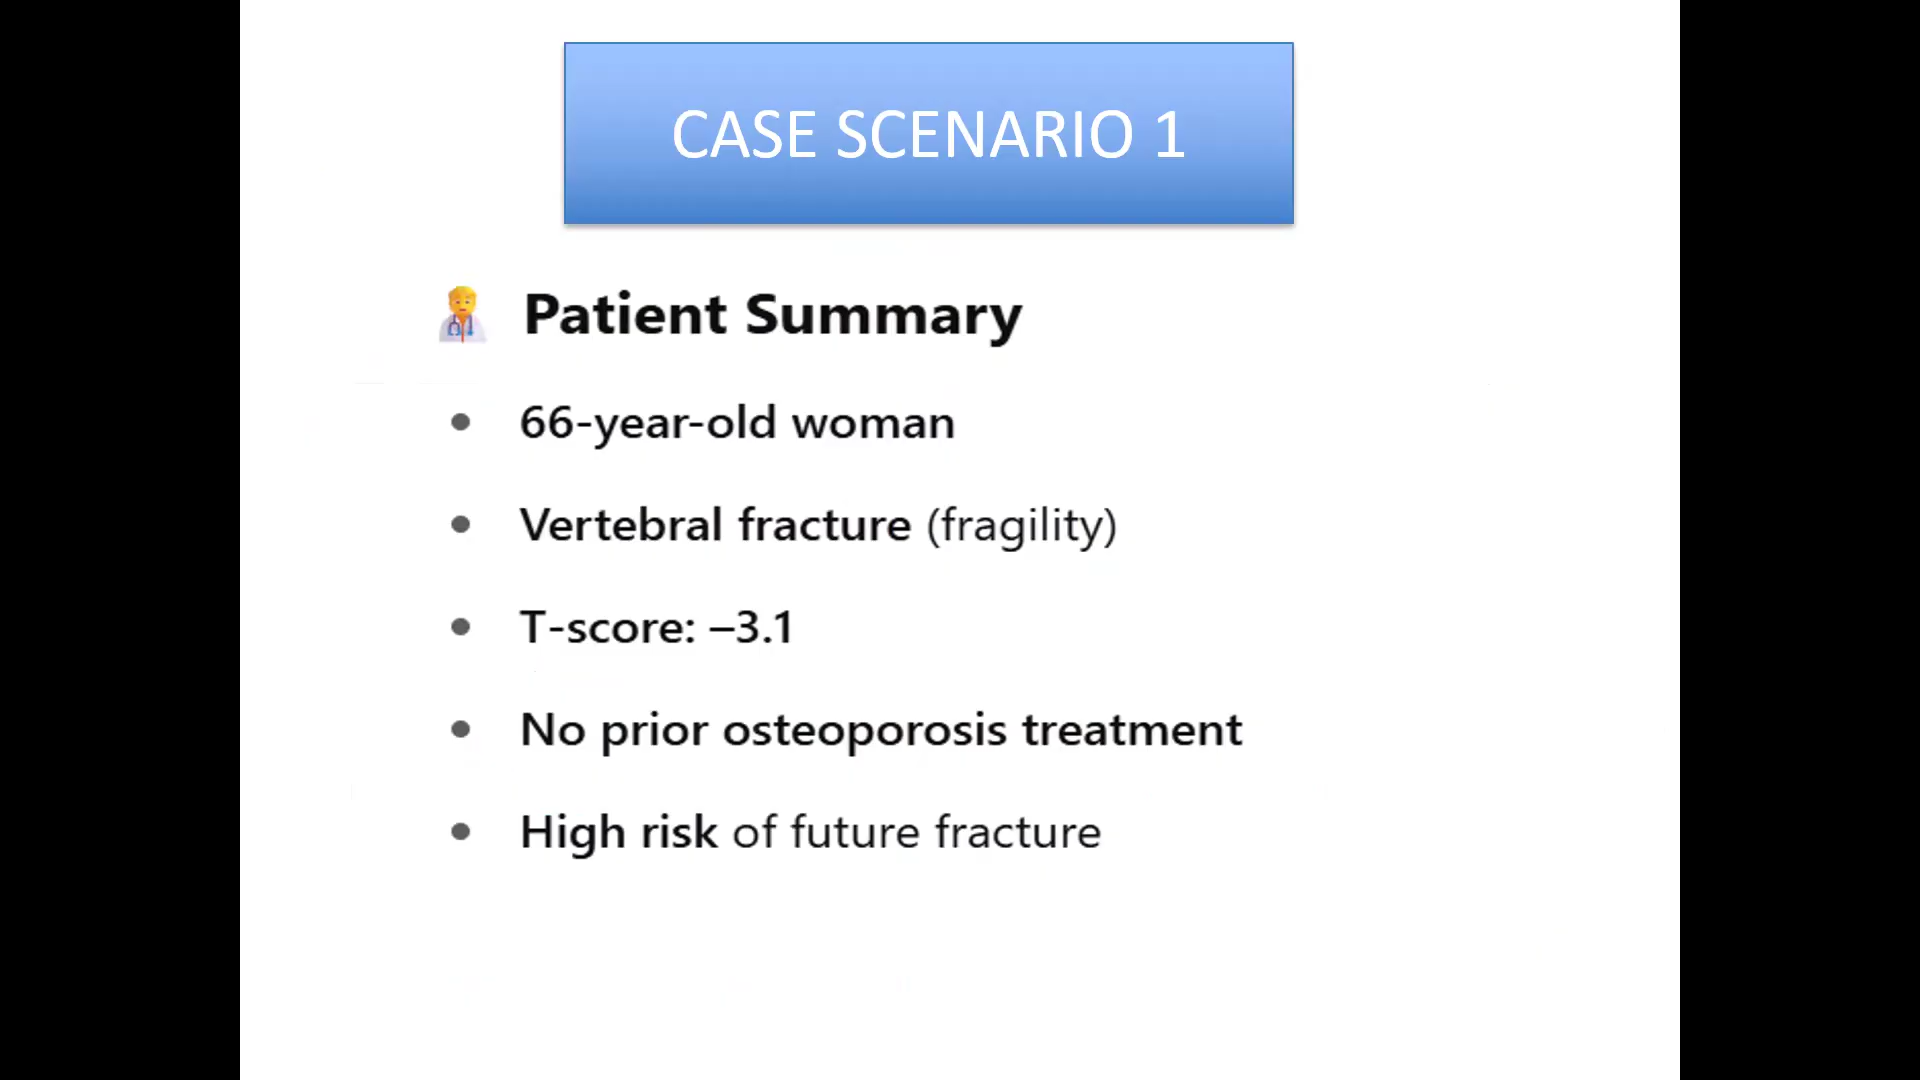 CASE SCENARIO 1
Patient Summary
• 66-year-old woman
• Vertebral fracture (fragility)
• T-score: –3.1
• No prior osteoporosis treatment
• High risk of future fracture